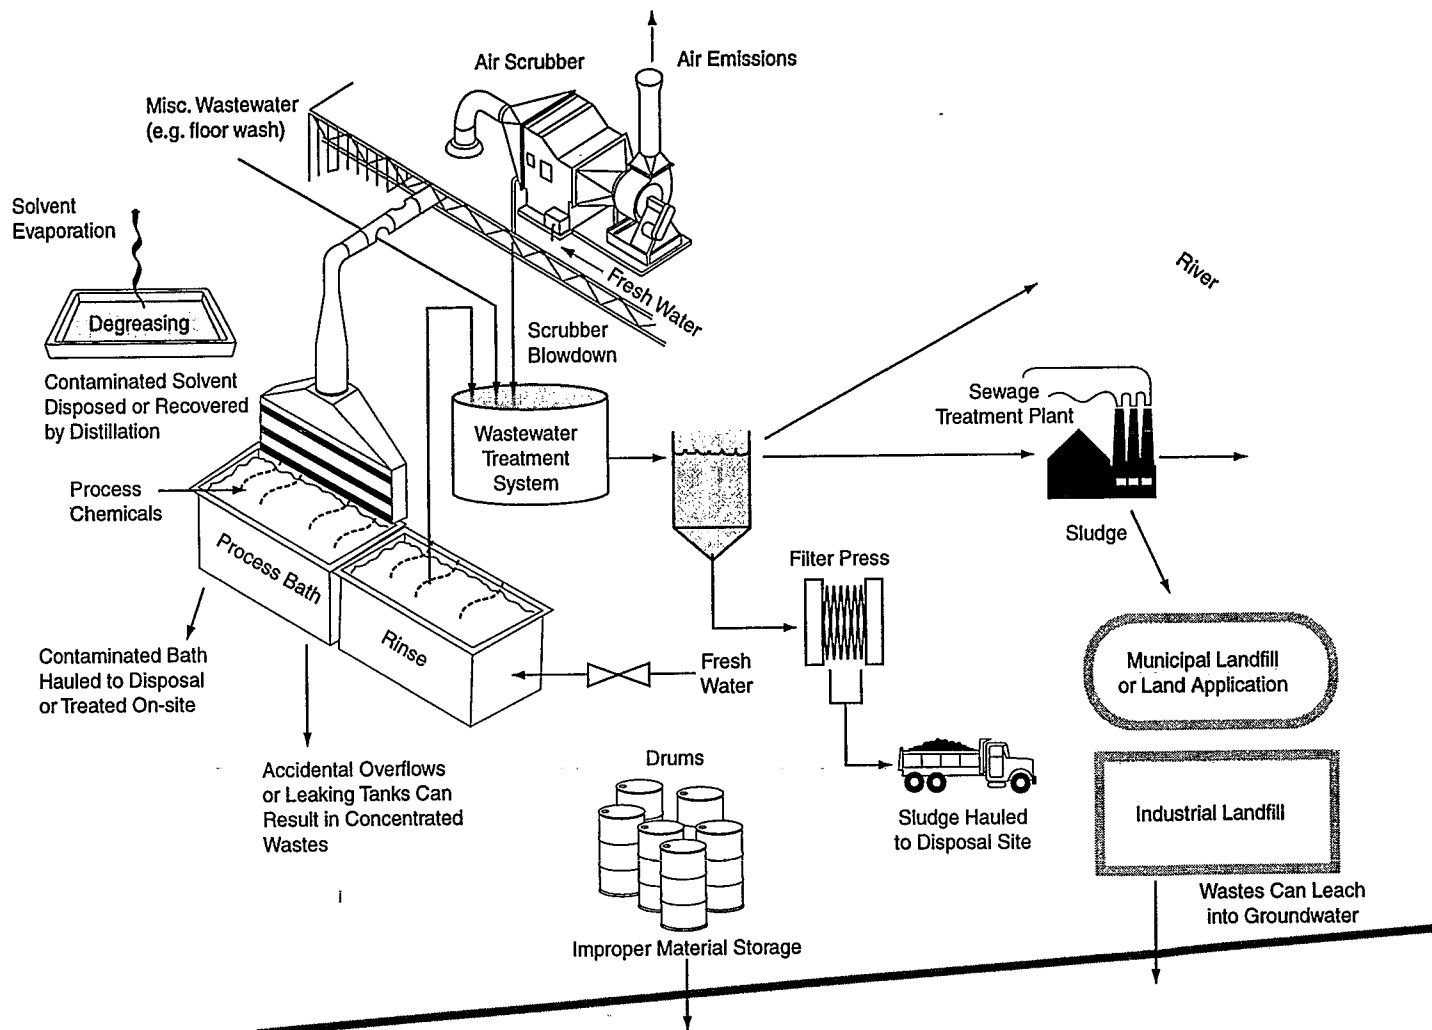 Air Scrubber
Air Emissions
Misc. Wastewater
(e.g. floor wash)
Solvent
Evaporation
Degreasing
Contaminated Solvent
Disposed or Recovered
by Distillation
Fresh Water
Scrubber
Blowdown
River
Wastewater
Treatment
System
Sewage
Treatment Plant
Process
Chemicals
Process Bath
Rinse
Sludge
Filter Press
Contaminated Bath
Hauled to Disposal
or Treated On-site
Fresh
Water
Municipal Landfill
or Land Application
Accidental Overflows
or Leaking Tanks Can
Result in Concentrated
Wastes
Drums
Sludge Hauled
to Disposal Site
Industrial Landfill
Wastes Can Leach
into Groundwater
Improper Material Storage